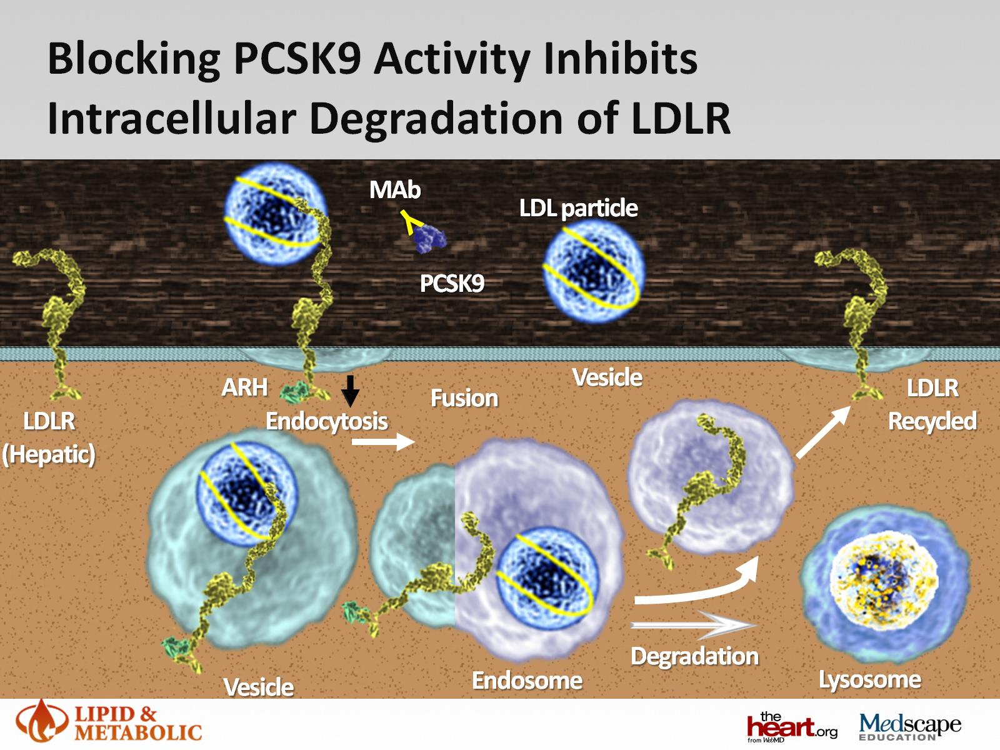 Blocking PCSK9 Activity Inhibits
Intracellular Degradation of LDLR
MAb
PCSK9
LDL particle
LDLR
(Hepatic)
ARH
Endocytosis
Fusion
Vesicle
LDLR
Recycled
Vesicle
Endosome
Degradation
Lysosome
LIPID &
METABOLIC
the
heart.org
from WebMD
Medscape
EDUCATION